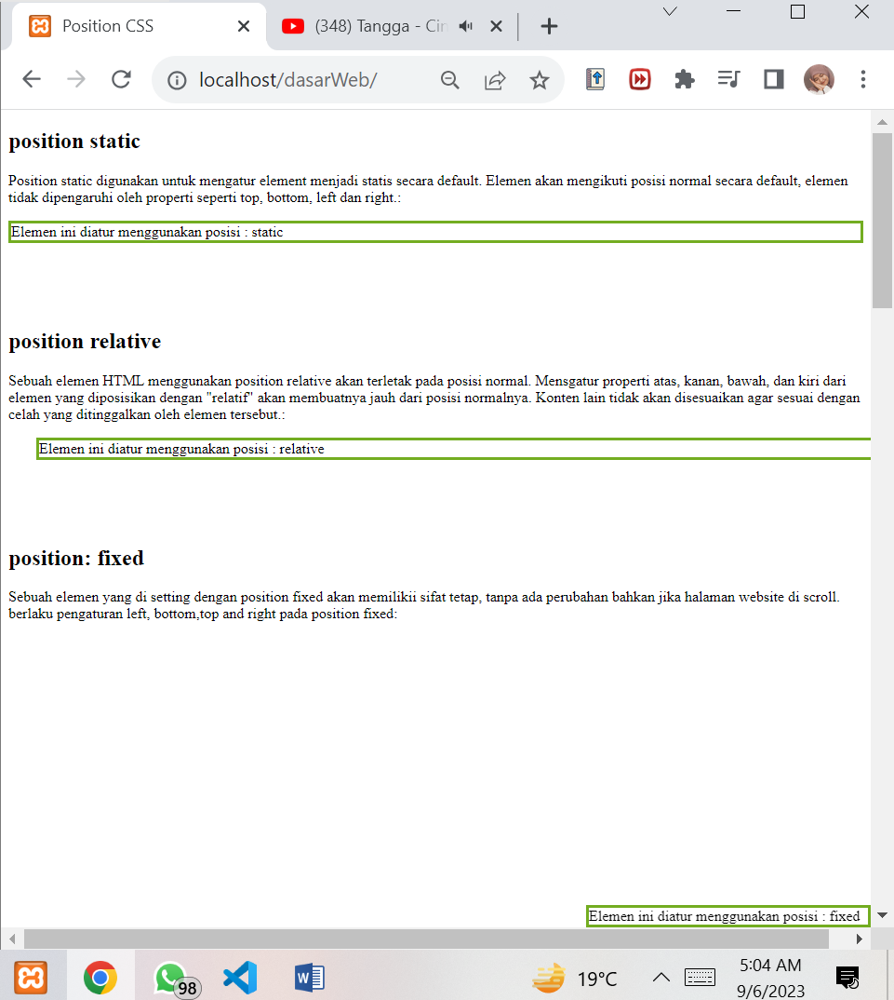 Position CSS
(348) Tangga - Cin
localhost/dasarWeb/
position static
Position static digunakan untuk mengatur element menjadi statis secara default. Elemen akan mengikuti posisi normal secara default, elemen
tidak dipengaruhi oleh properti seperti top, bottom, left dan right.:
Elemen ini diatur menggunakan posisi : static
position relative
Sebuah elemen HTML menggunakan position relative akan terletak pada posisi normal. Mensgatur properti atas, kanan, bawah, dan kiri dari
elemen yang diposisikan dengan "relatif" akan membuatnya jauh dari posisi normalnya. Konten lain tidak akan disesuaikan agar sesuai dengan
celah yang ditinggalkan oleh elemen tersebut.:
Elemen ini diatur menggunakan posisi : relative
position: fixed
Sebuah elemen yang di setting dengan position fixed akan memilikii sifat tetap, tanpa ada perubahan bahkan jika halaman website di scroll.
berlaku pengaturan left, bottom,top and right pada position fixed:
Elemen ini diatur menggunakan posisi : fixed
98
19°C
5:04 AM
9/6/2023